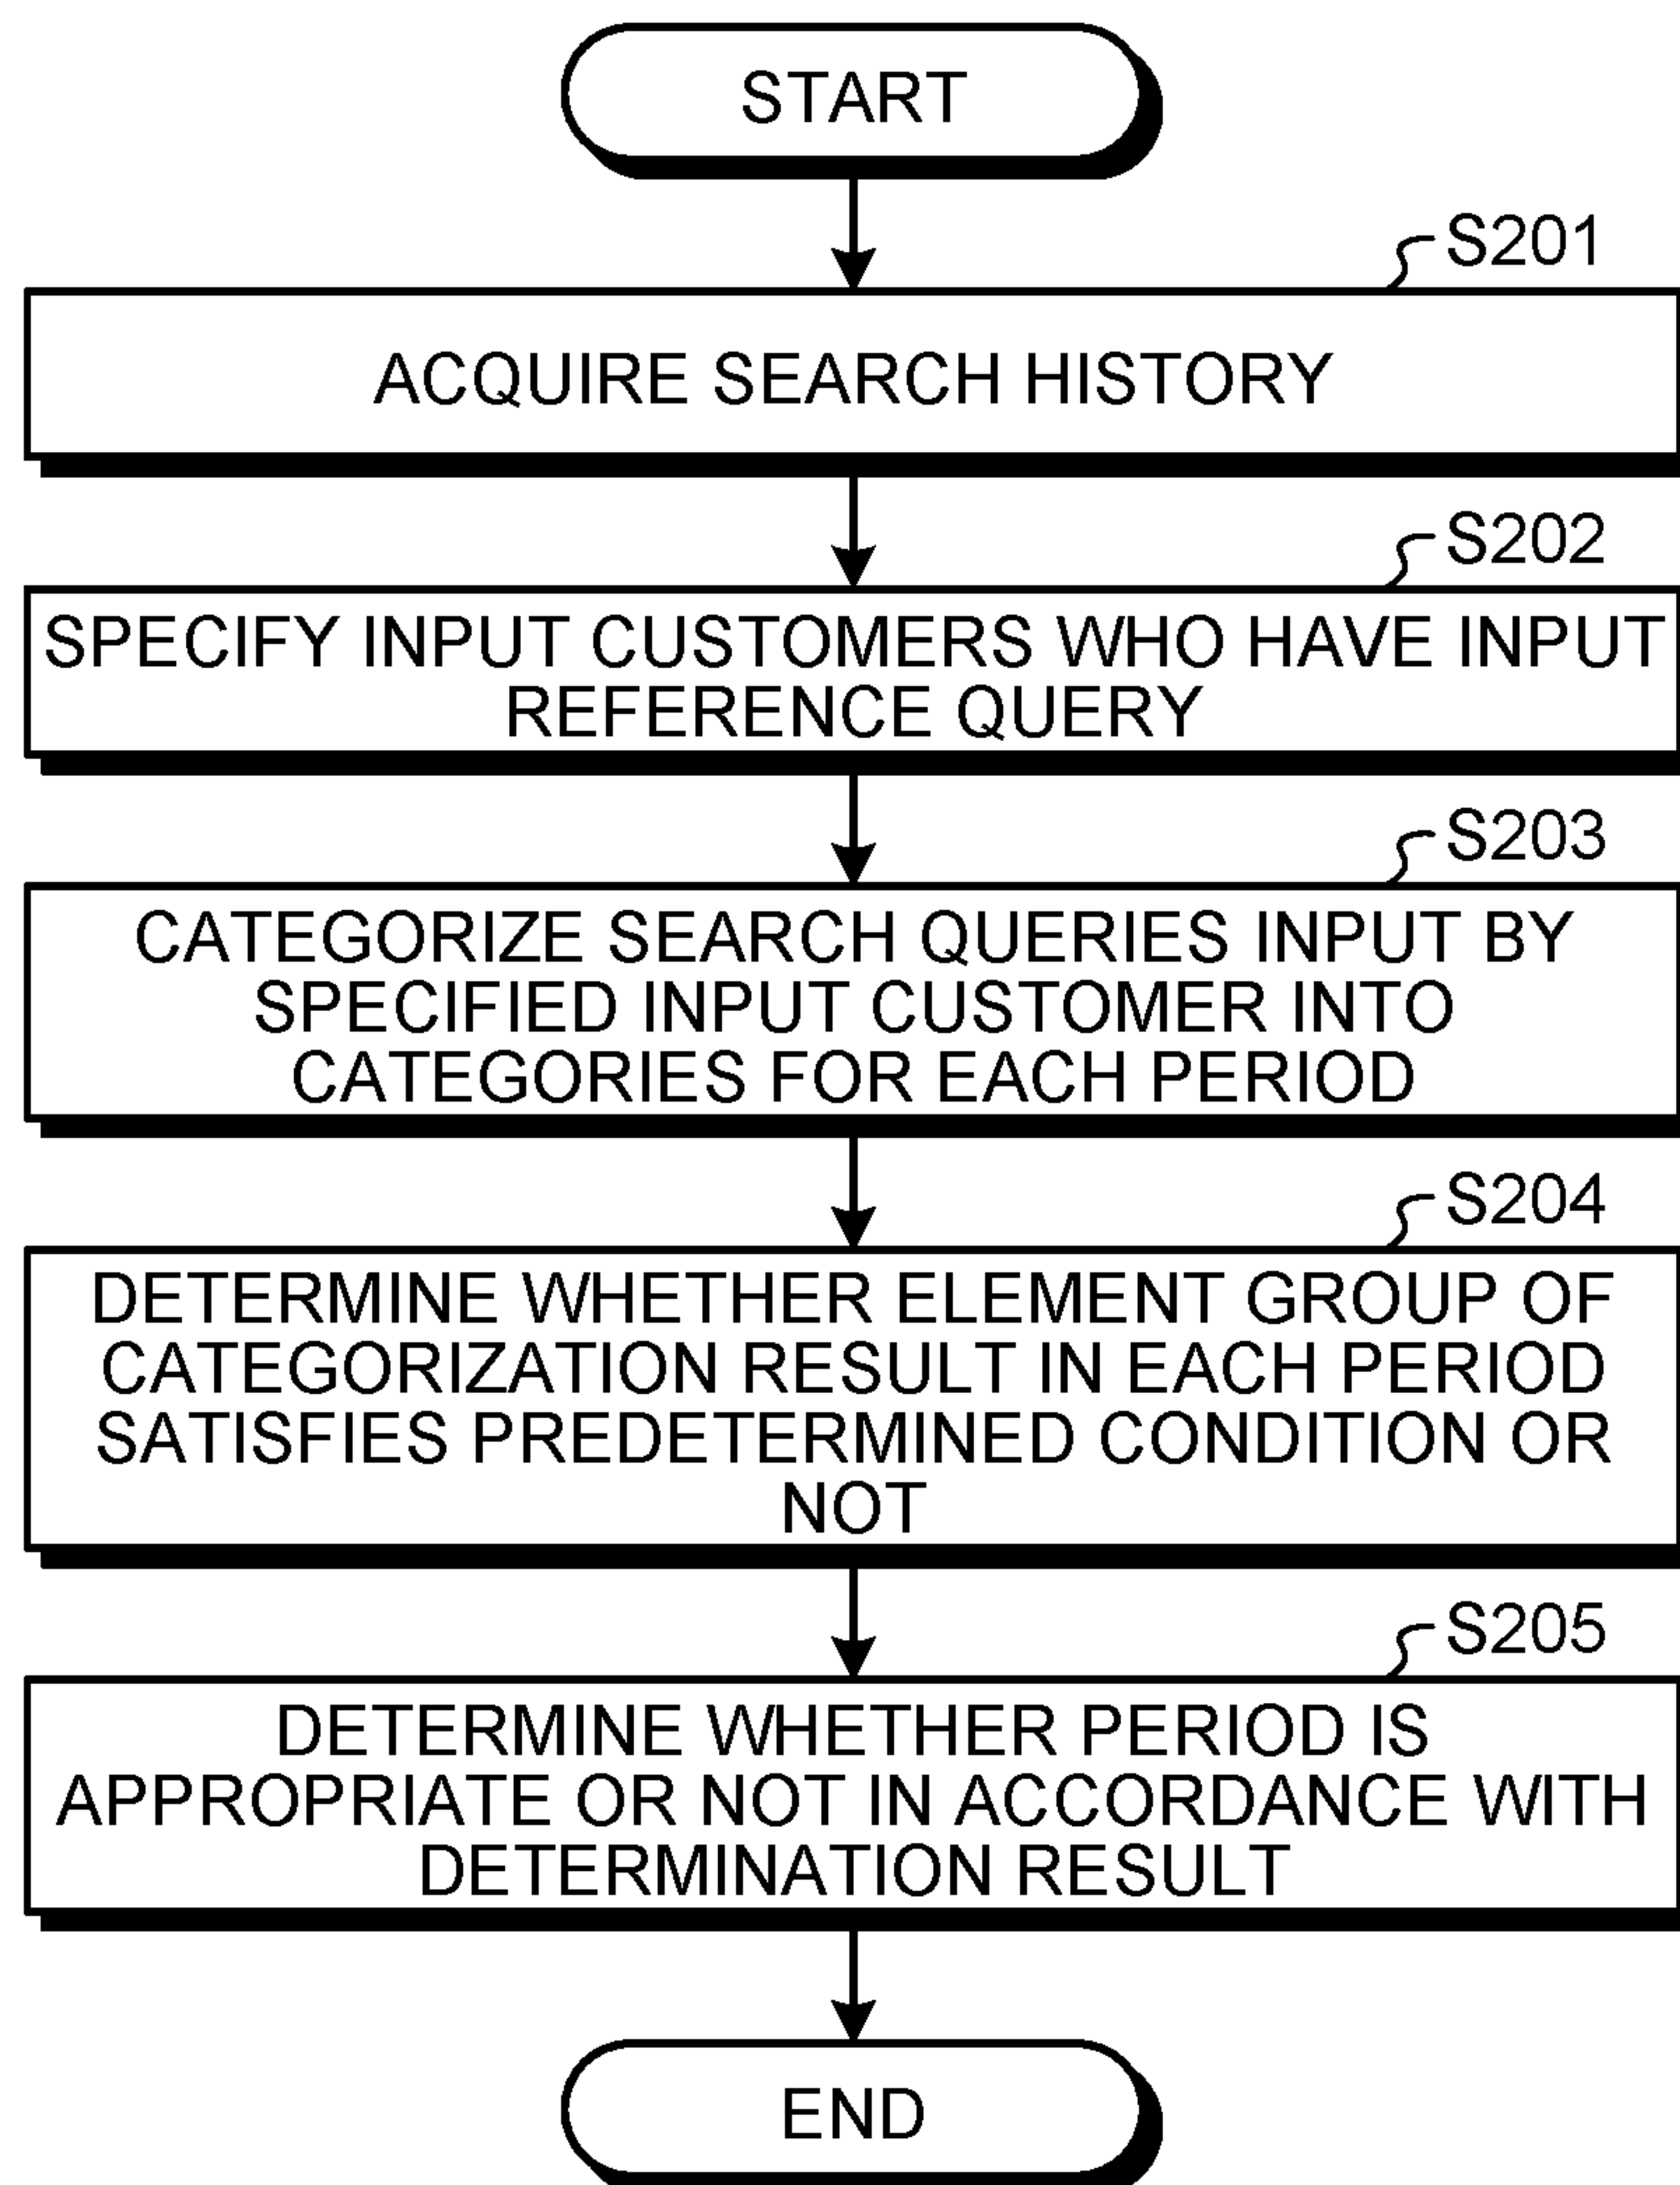 START
S201
ACQUIRE SEARCH HISTORY
S202
SPECIFY INPUT CUSTOMERS WHO HAVE INPUT
REFERENCE QUERY
S203
CATEGORIZE SEARCH QUERIES INPUT BY
SPECIFIED INPUT CUSTOMER INTO
CATEGORIES FOR EACH PERIOD
S204
DETERMINE WHETHER ELEMENT GROUP OF
CATEGORIZATION RESULT IN EACH PERIOD
SATISFIES PREDETERMINED CONDITION OR
NOT
S205
DETERMINE WHETHER PERIOD IS
APPROPRIATE OR NOT IN ACCORDANCE WITH
DETERMINATION RESULT
END